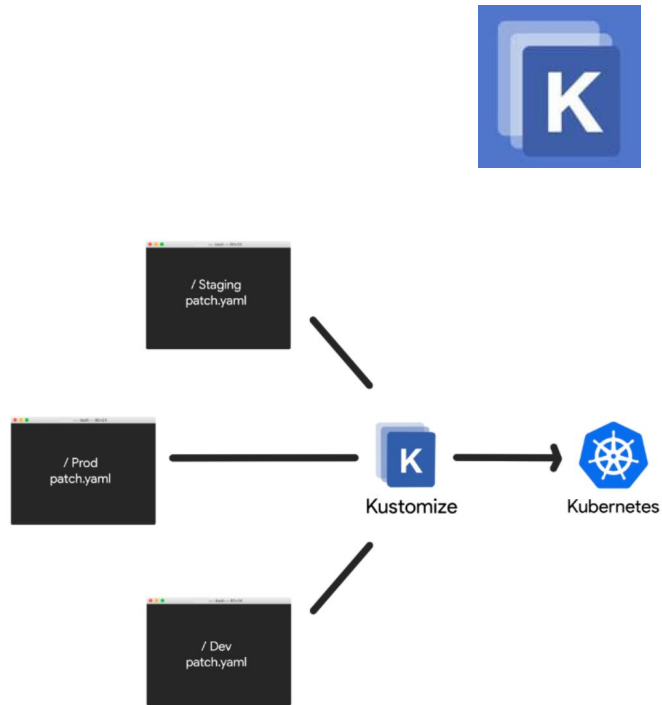 K
/ Staging
patch.yaml
/ Prod
patch.yaml
K
Kustomize
Kubernetes
/ Dev
patch.yaml